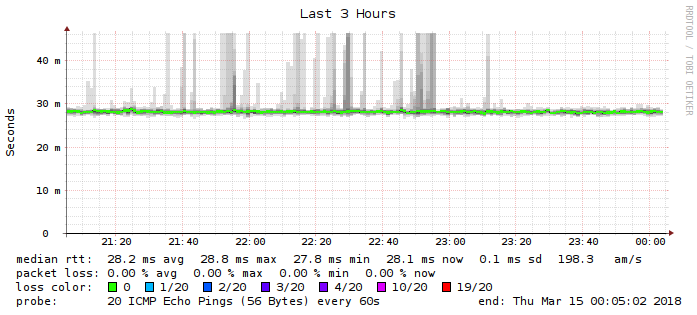 Last 3 Hours
RRDTOOL / TOBI OETIKER
Seconds
40 m
30 m
20 m
10 m
0
21:20 21:40 22:00 22:20 22:40 23:00 23:20 23:40 00:00
median rtt: 28.2 ms avg 28.8 ms max 27.8 ms min 28.1 ms now 0.1 ms sd 198.3 am/s
packet loss: 0.00 % avg 0.00 % max 0.00 % min 0.00 % now
loss color: 0 1/20 2/20 3/20 4/20 10/20 19/20
probe: 20 ICMP Echo Pings (56 Bytes) every 60s end: Thu Mar 15 00:05:02 2018